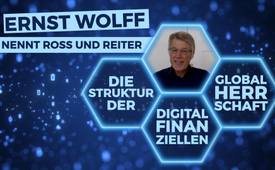 ERNST WOLFF
NENNT ROSS UND REITER
DIE
STRUKTUR
DER
DIGITAL
FINAN
ZIELLEN
GLOBAL
HERR
SCHAFT